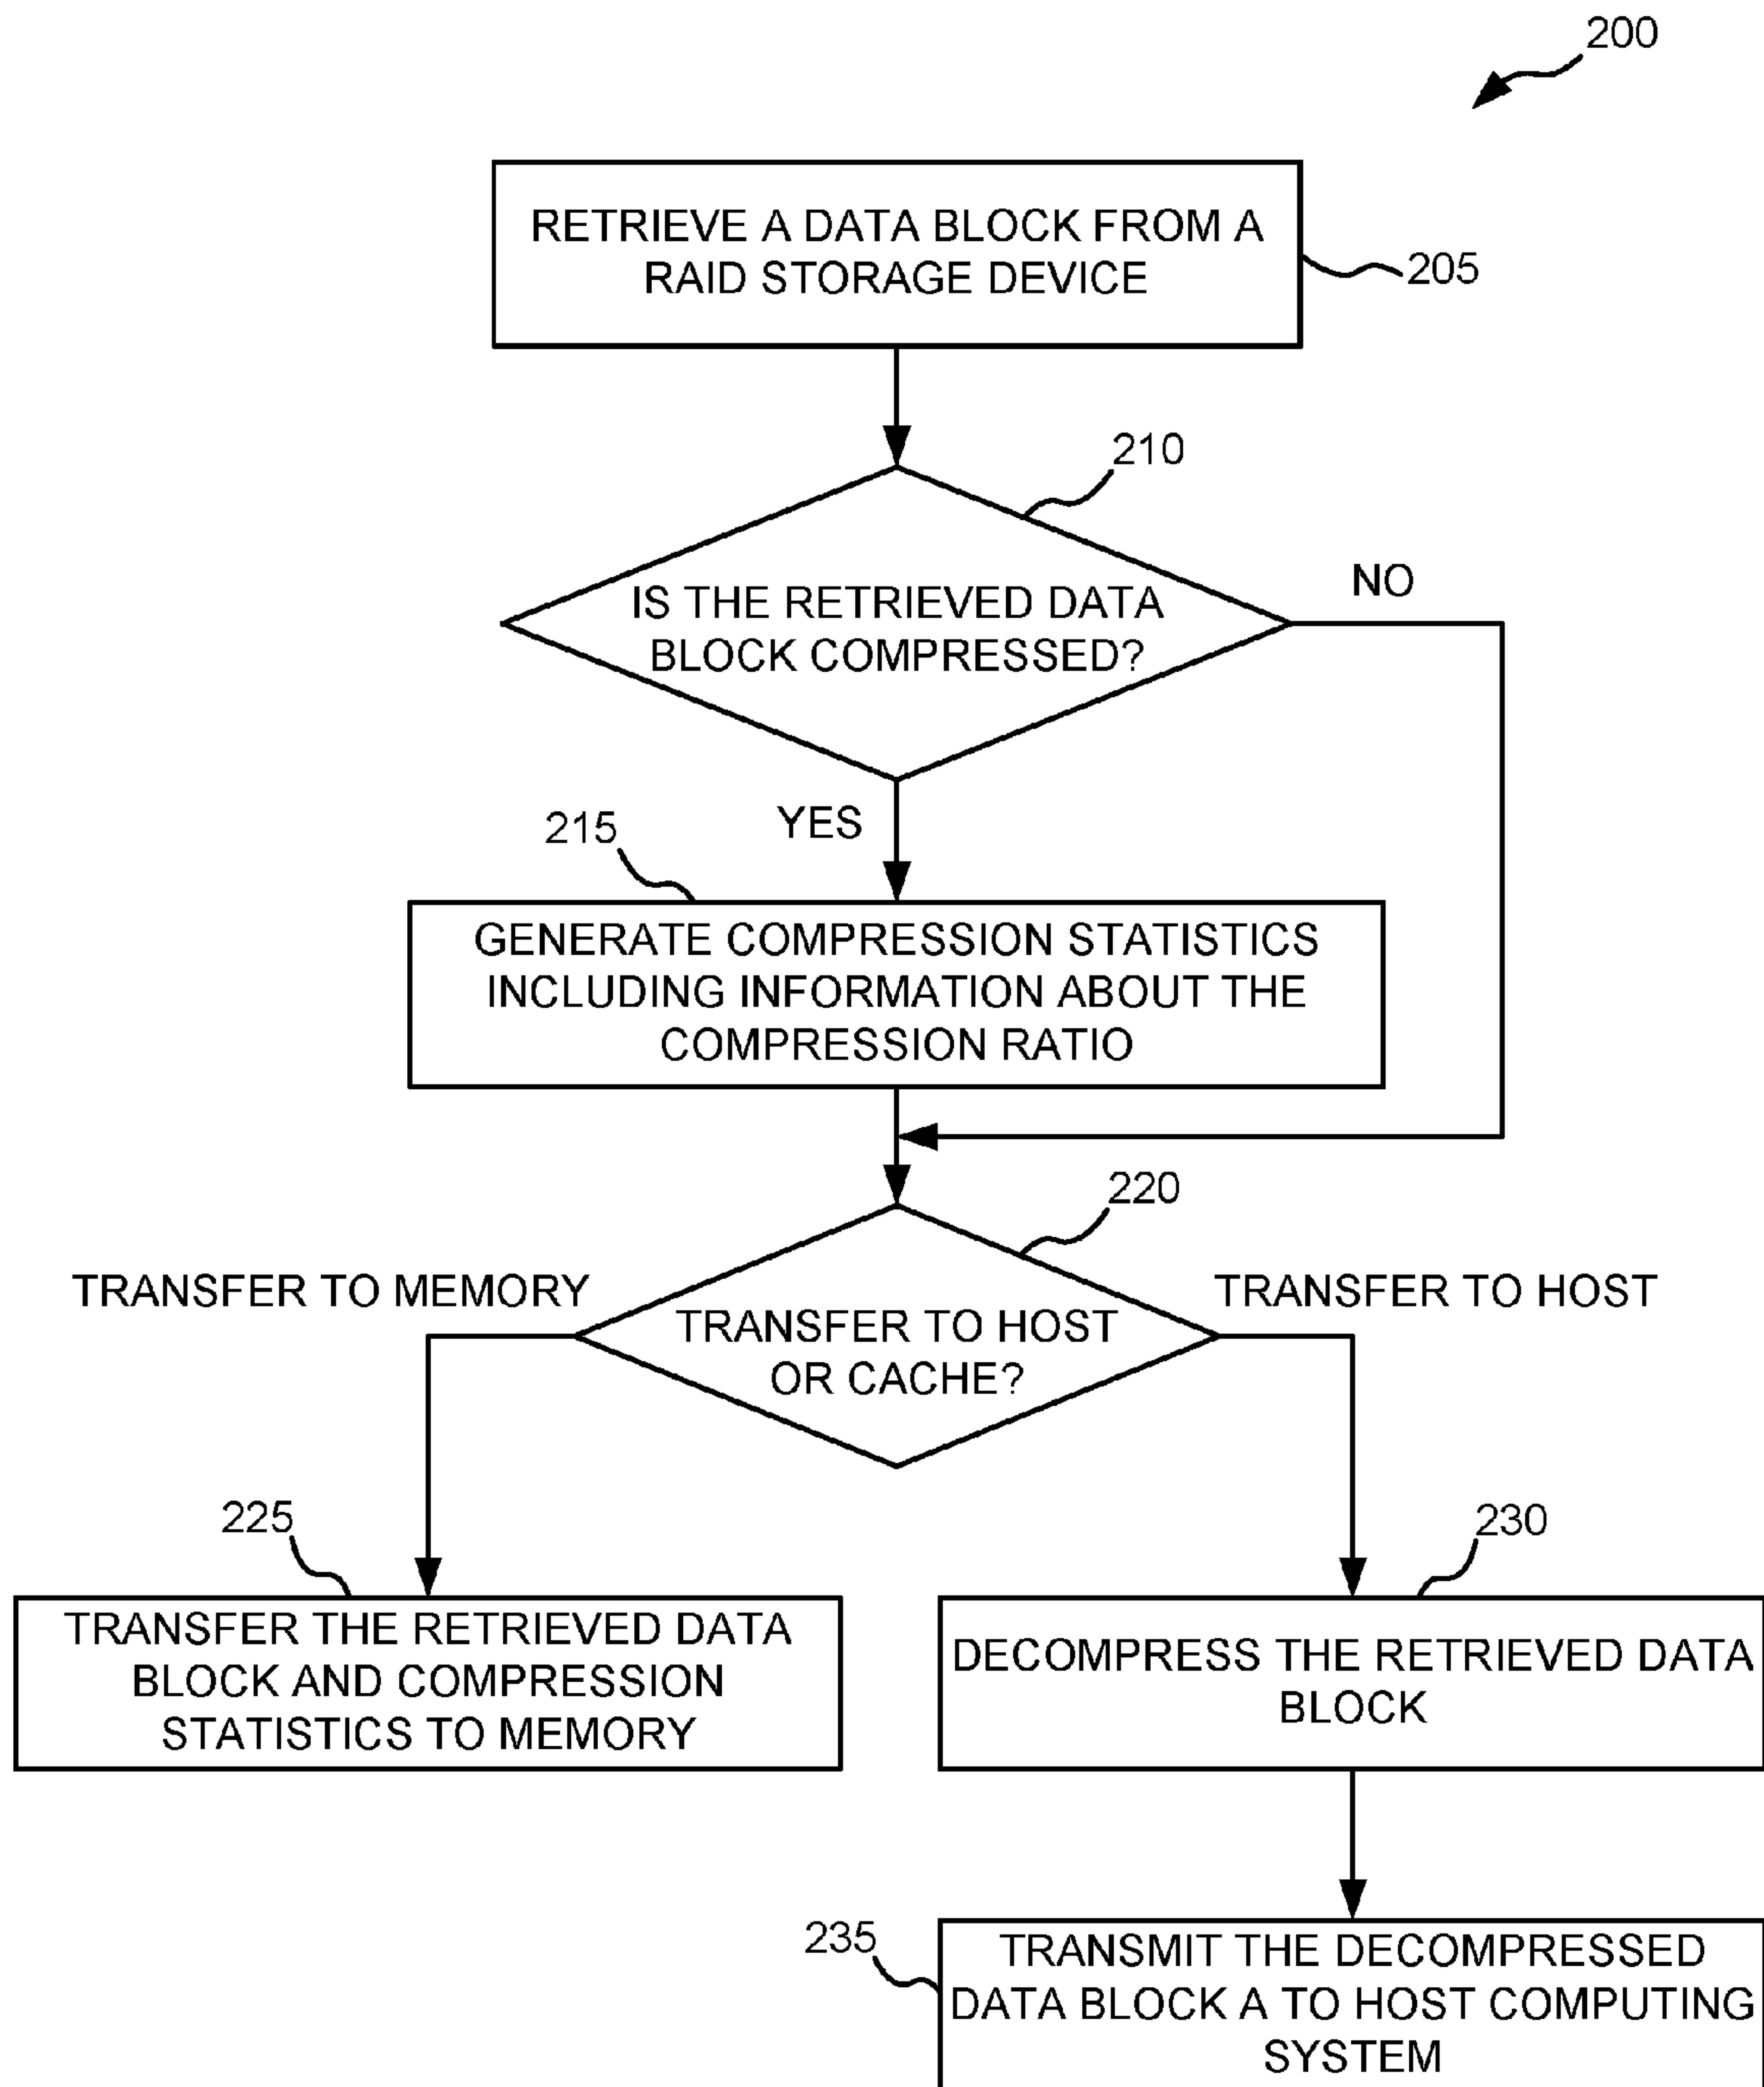 200
RETRIEVE A DATA BLOCK FROM A
RAID STORAGE DEVICE
205
210
IS THE RETRIEVED DATA
BLOCK COMPRESSED?
NO
YES
215
GENERATE COMPRESSION STATISTICS
INCLUDING INFORMATION ABOUT THE
COMPRESSION RATIO
220
TRANSFER TO MEMORY
TRANSFER TO HOST
OR CACHE?
TRANSFER TO HOST
225
TRANSFER THE RETRIEVED DATA
BLOCK AND COMPRESSION
STATISTICS TO MEMORY
230
DECOMPRESS THE RETRIEVED DATA
BLOCK
235
TRANSMIT THE DECOMPRESSED
DATA BLOCK A TO HOST COMPUTING
SYSTEM